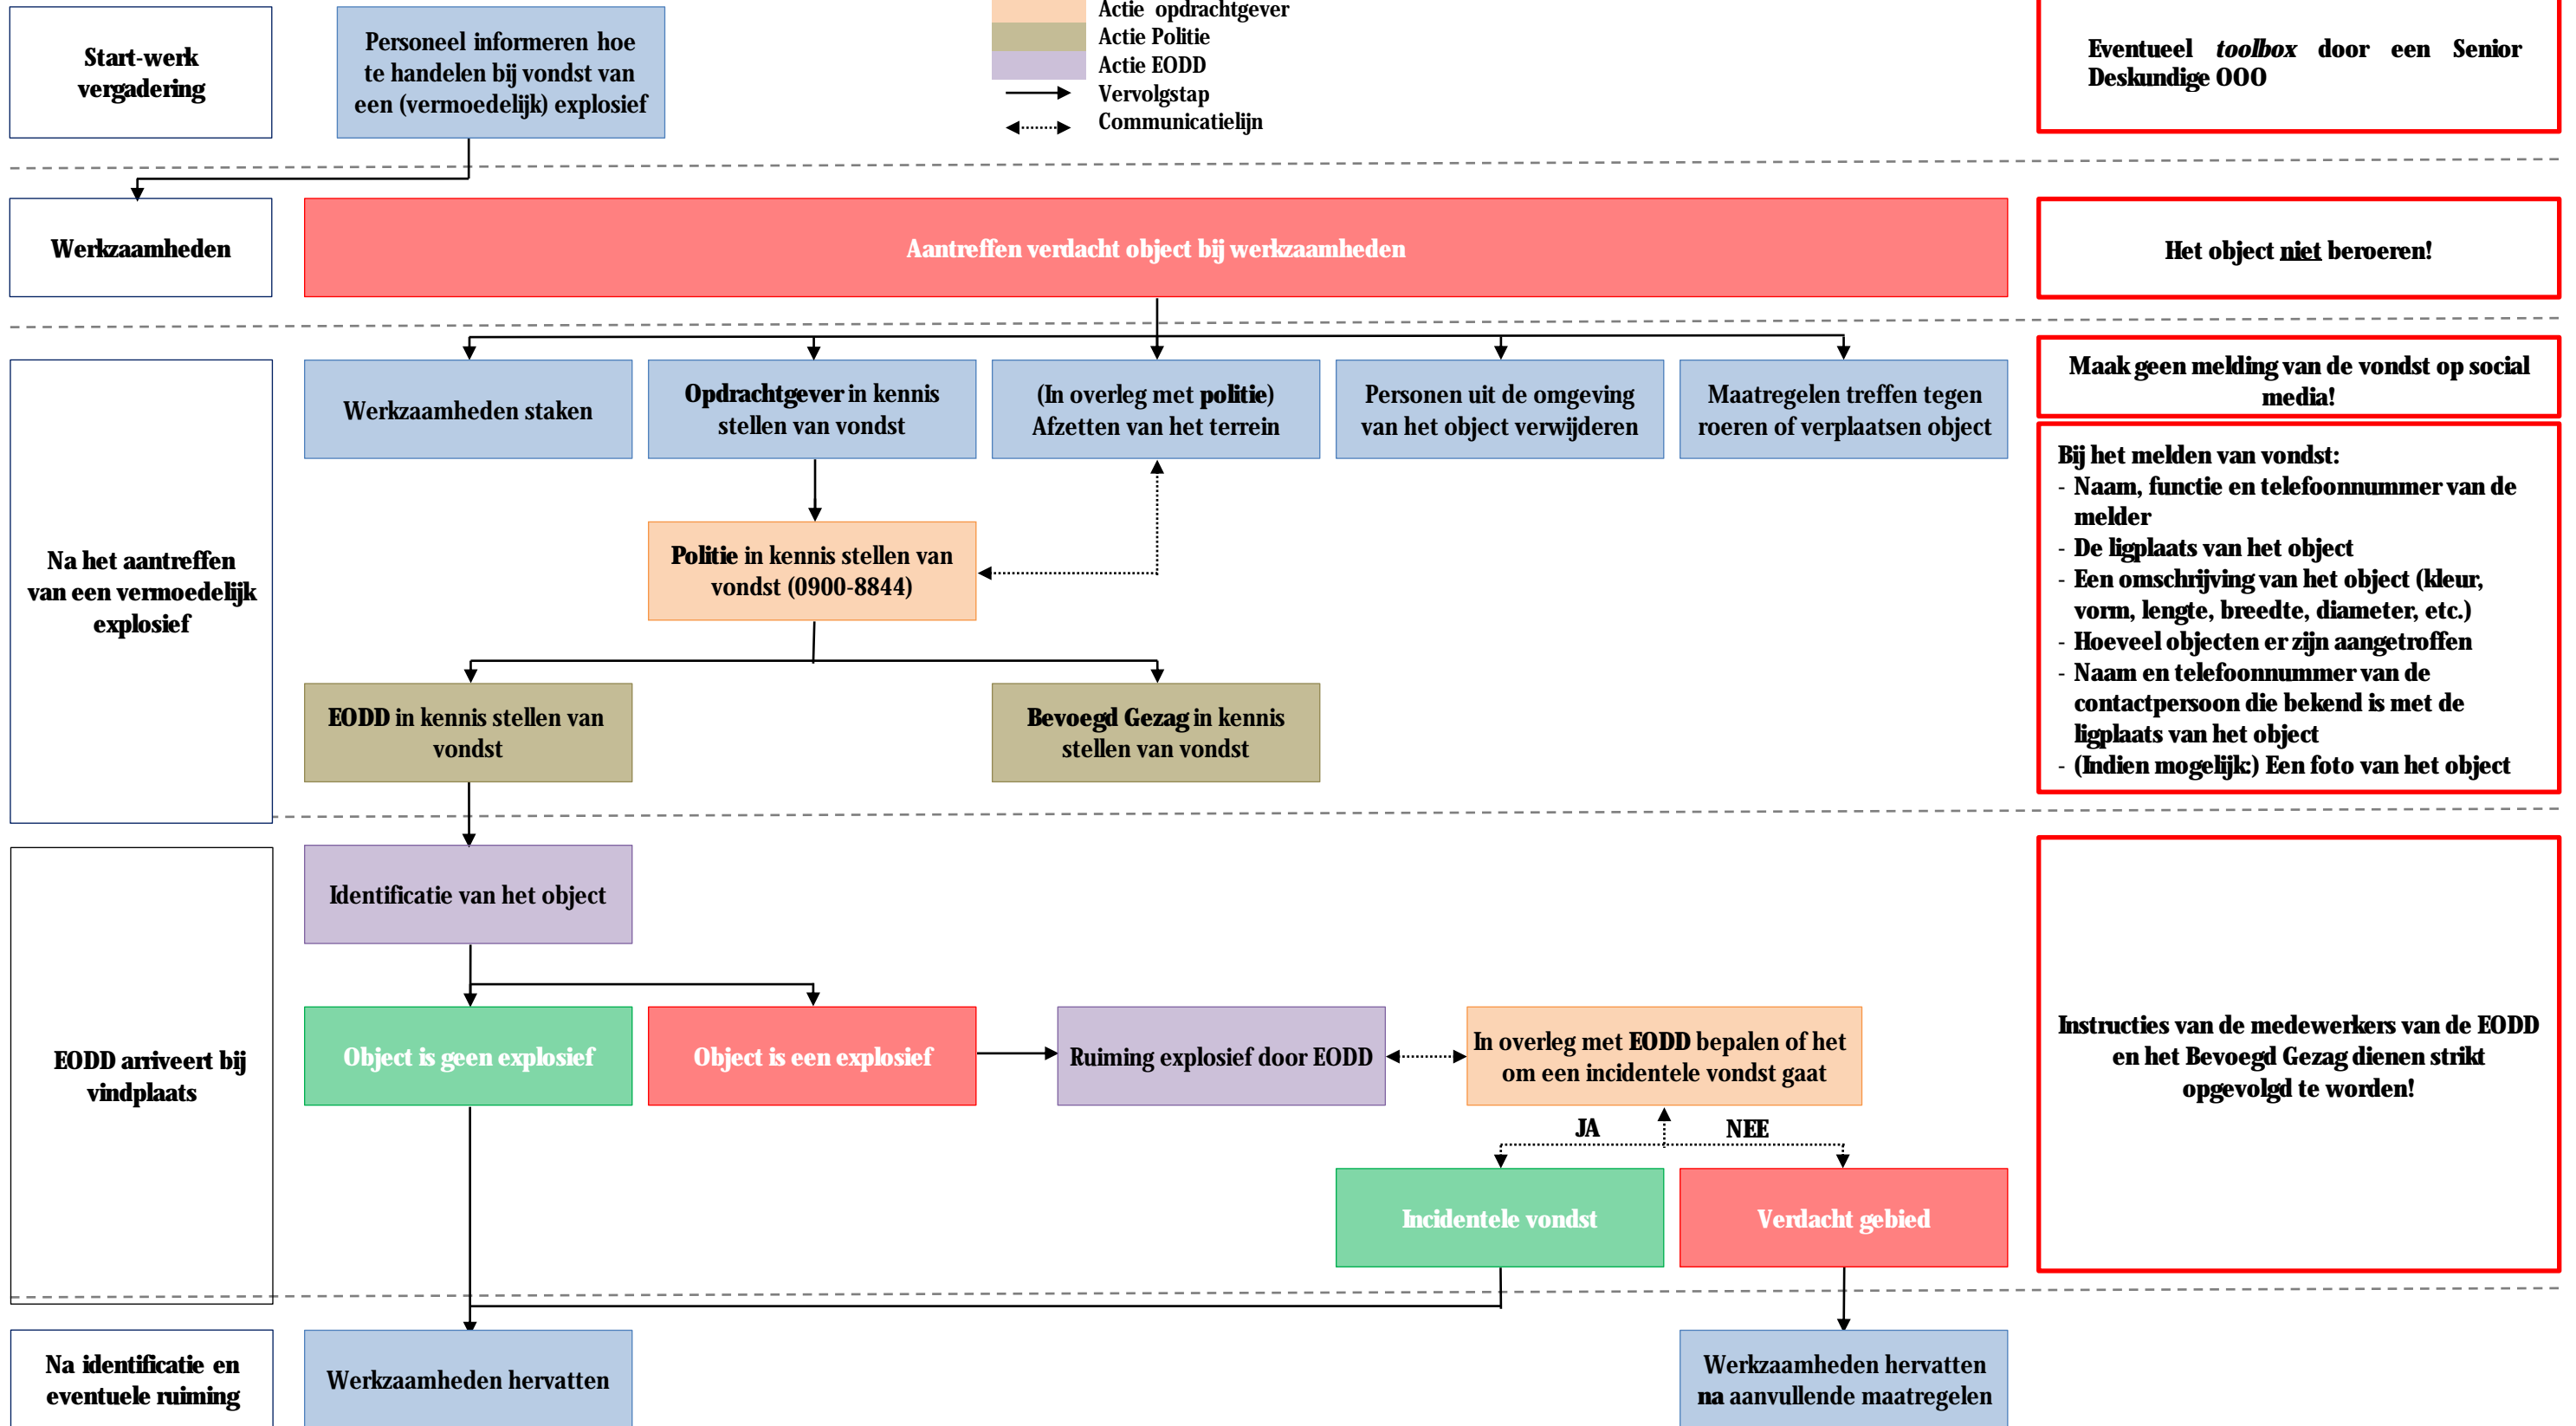 Start-werk
vergadering
Personeel informeren hoe
te handelen bij vondst van
een (vermoedelijk) explosief
Actie opdrachtgever
Actie Politie
Actie EODD
Vervolgstap
Communicatielijn
Eventueel toolbox door een Senior
Deskundige OOO
Werkzaamheden
Aantreffen verdacht object bij werkzaamheden
Het object niet beroeren!
Na het aantreffen
van een vermoedelijk
explosief
Werkzaamheden staken
Opdrachtgever in kennis
stellen van vondst
(In overleg met politie)
Afzetten van het terrein
Personen uit de omgeving
van het object verwijderen
Maatregelen treffen tegen
roeren of verplaatsen object
Maak geen melding van de vondst op social
media!
Politie in kennis stellen van
vondst (0900-8844)
EODD in kennis stellen van
vondst
Bevoegd Gezag in kennis
stellen van vondst
Bij het melden van vondst:
- Naam, functie en telefoonnummer van de
melder
- De ligplaats van het object
- Een omschrijving van het object (kleur,
vorm, lengte, breedte, diameter, etc.)
- Hoeveel objecten er zijn aangetroffen
- Naam en telefoonnummer van de
contactpersoon die bekend is met de
ligplaats van het object
- (Indien mogelijk:) Een foto van het object
EODD arriveert bij
vindplaats
Identificatie van het object
Object is geen explosief
Object is een explosief
Ruiming explosief door EODD
In overleg met EODD bepalen of het
om een incidentele vondst gaat
JA
NEE
Incidentele vondst
Verdacht gebied
Instructies van de medewerkers van de EODD
en het Bevoegd Gezag dienen strikt
opgevolgd te worden!
Na identificatie en
eventuele ruiming
Werkzaamheden hervatten
Werkzaamheden hervatten
na aanvullende maatregelen